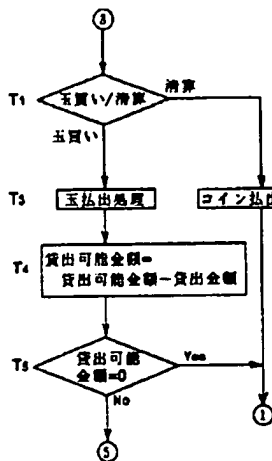 8
清算
T1
玉買い/清算
玉買い
T3
玉払出処理
コイン払出
T4
貸出可能金額=
貸出可能金額-貸出金額
T5
貸出可能
金額=0
Yes
No
1
5